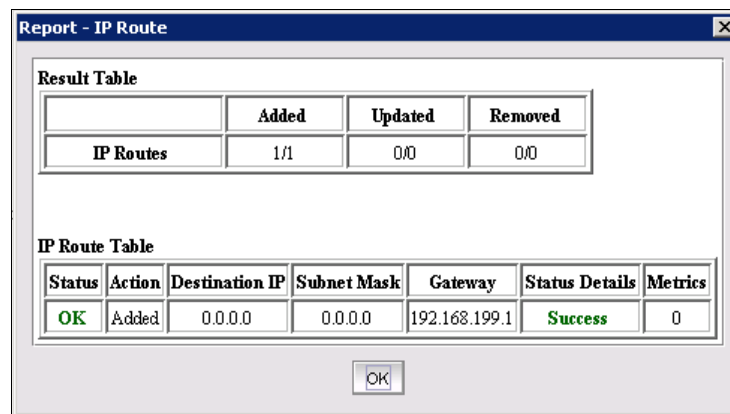 Report - IP Route
Result Table
Added Updated Removed
IP Routes 1/1 0/0 0/0
IP Route Table
Status Action Destination IP Subnet Mask Gateway Status Details Metrics
OK Added 0.0.0.0 0.0.0.0 192.168.199.1 Success 0
OK